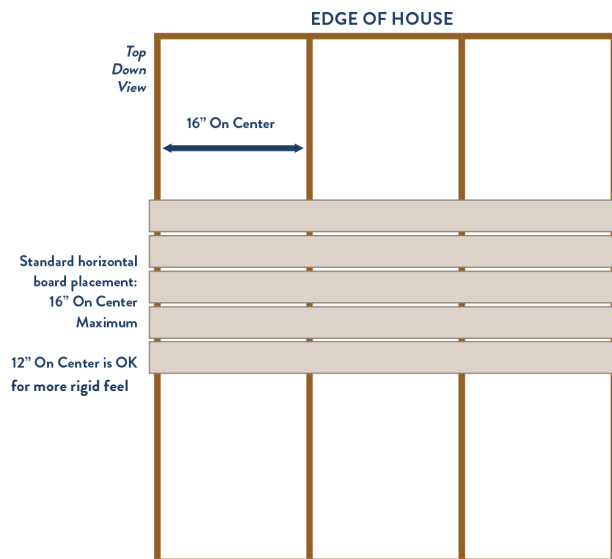 EDGE OF HOUSE
Top
Down
View
16” On Center
Standard horizontal
board placement:
16” On Center
Maximum
12” On Center is OK
for more rigid feel